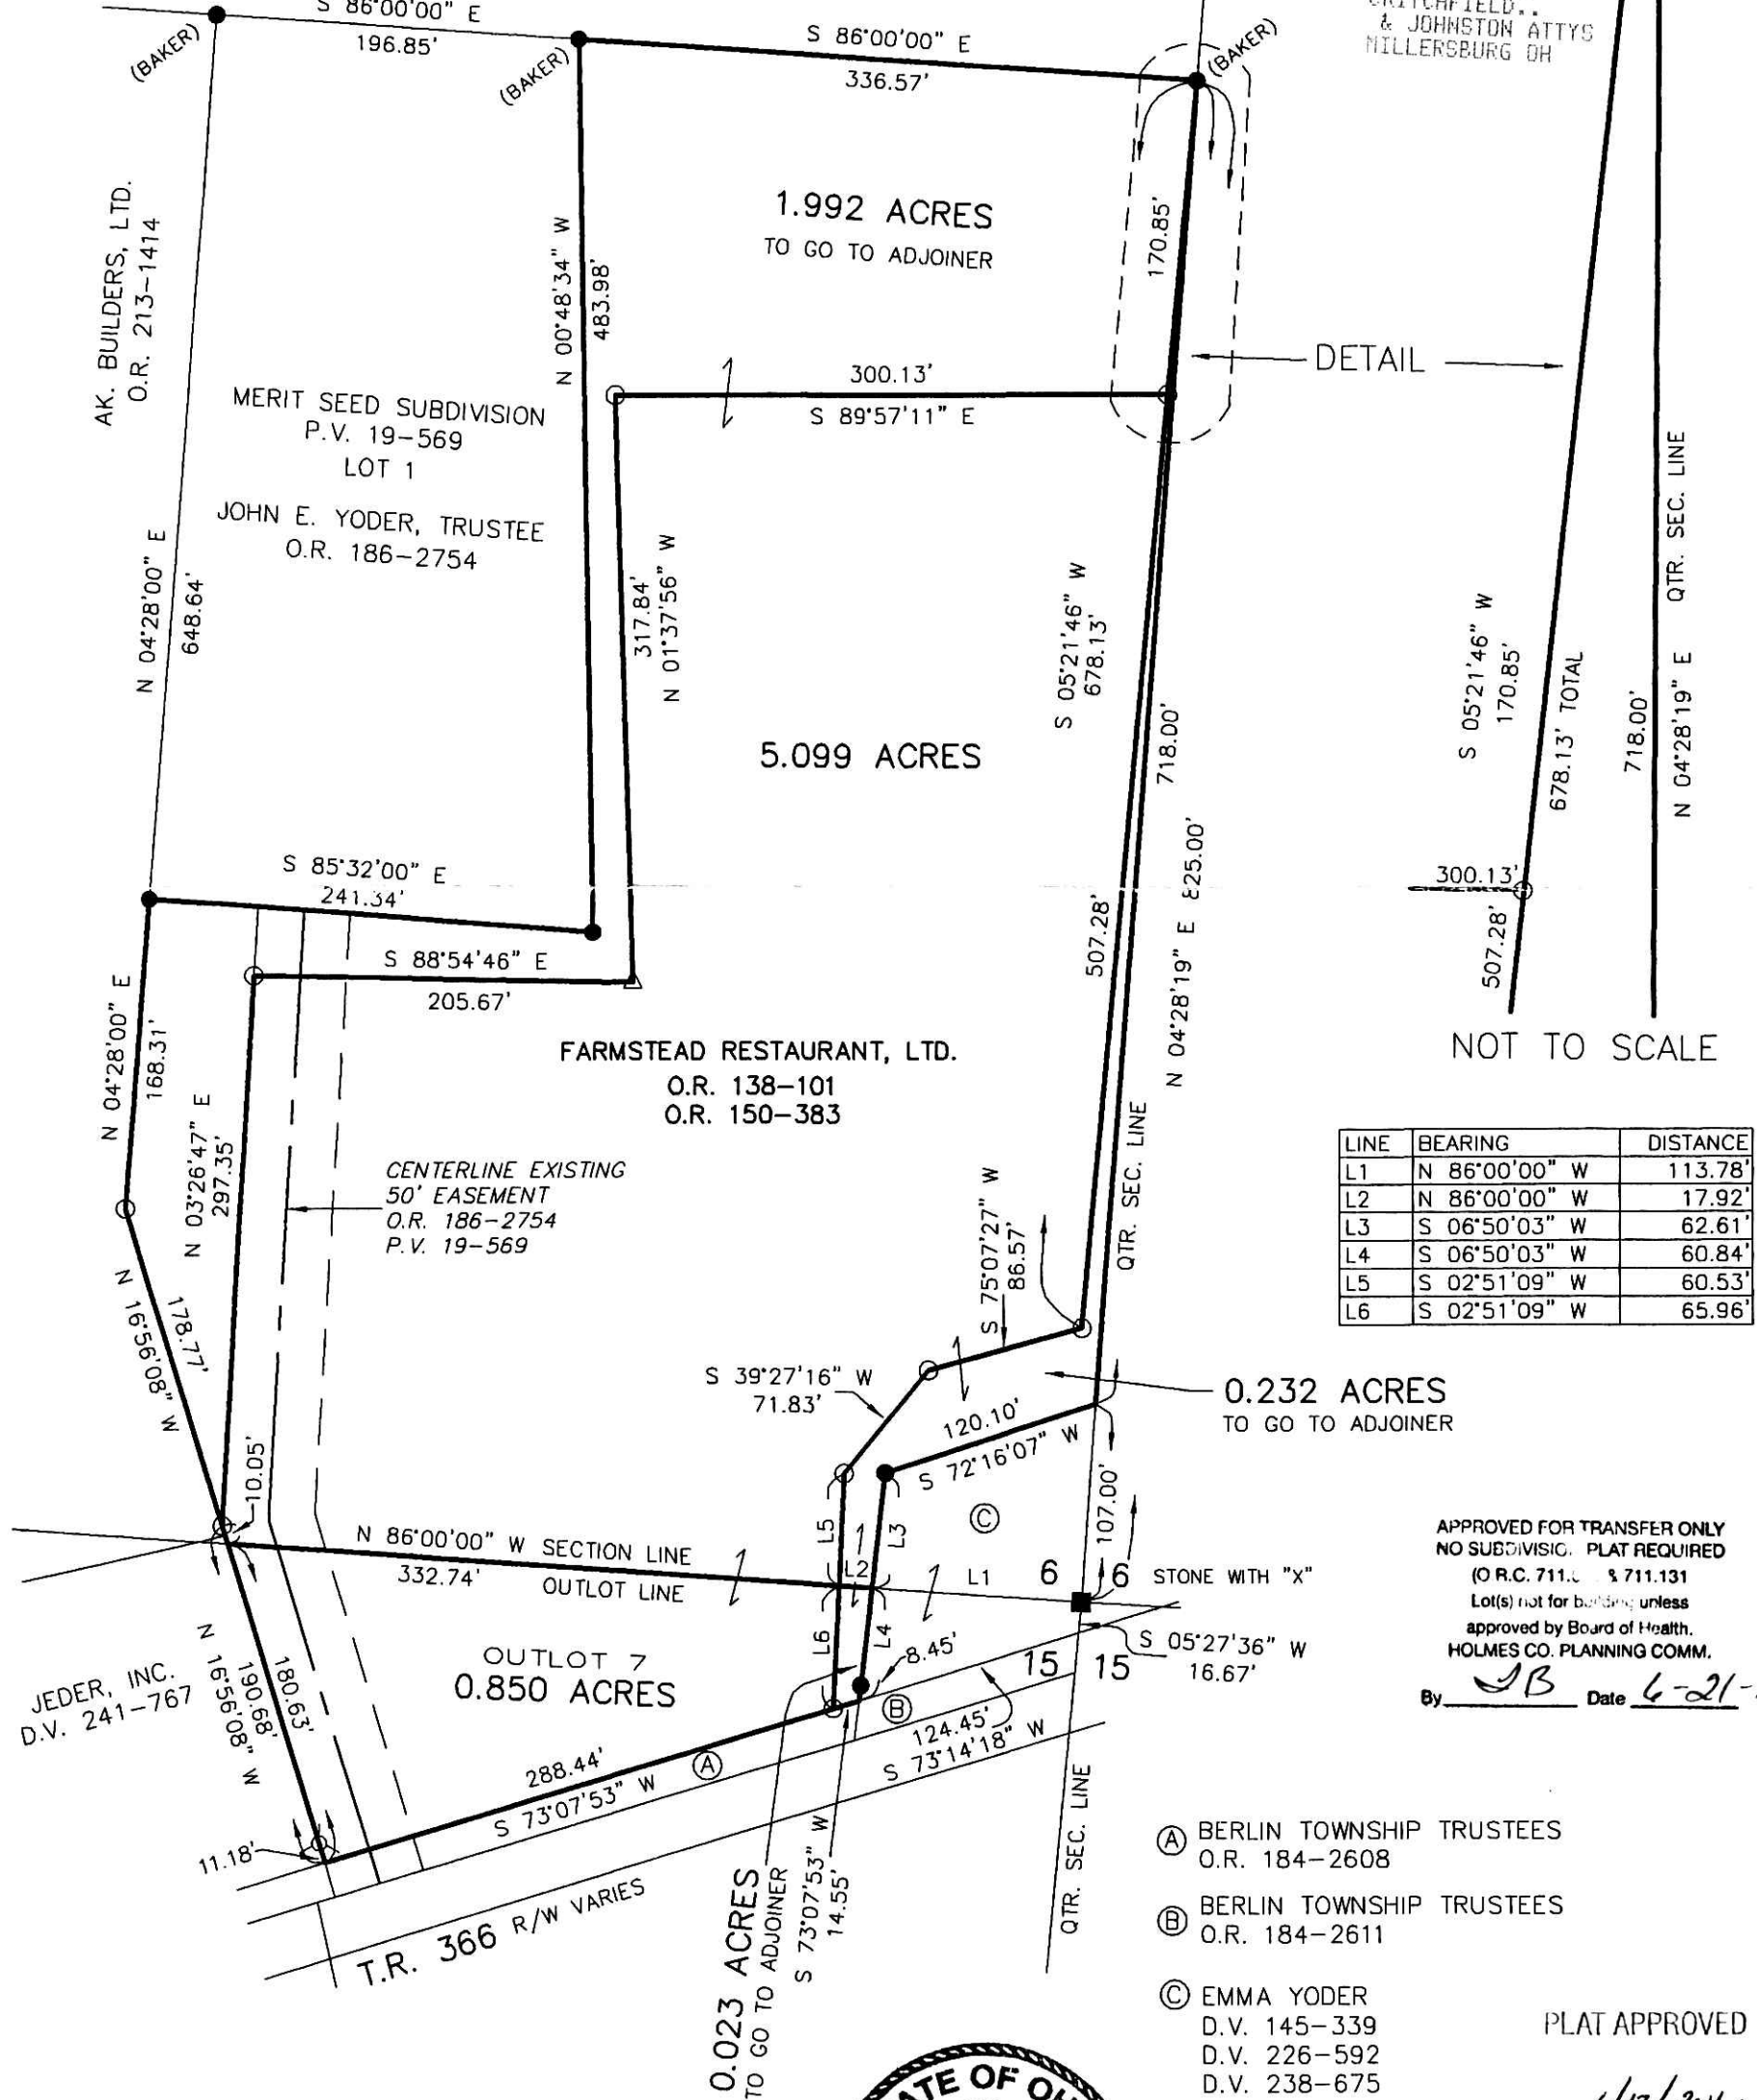 S 86°00'00" E
196.85'
(BAKER)
(BAKER)
S 86°00'00" E
336.57'
(BAKER)
& JOHNSTON ATTYS
MILLERSBURG OH
AK. BUILDERS, LTD.
O.R. 213-1414
1.992 ACRES
TO GO TO ADJOINER
170.85'
N 00°48'34" W
483.98'
DETAIL
300.13'
S 89°57'11" E
MERIT SEED SUBDIVISION
P.V. 19-569
LOT 1
JOHN E. YODER, TRUSTEE
O.R. 186-2754
N 04°28'00" E
648.64'
317.84'
N 01°37'56" W
S 05°21'46" W
678.13'
718.00'
5.099 ACRES
S 05°21'46" W
170.85'
678.13' TOTAL
718.00'
N 04°28'19" E QTR. SEC. LINE
300.13'
507.28'
NOT TO SCALE
S 85°32'00" E
241.34'
S 88°54'46" E
205.67'
507.28'
N 04°28'19" E 825.00'
QTR. SEC. LINE
N 04°28'00" E
168.31'
N 03°26'47" E
297.35'
FARMSTEAD RESTAURANT, LTD.
O.R. 138-101
O.R. 150-383
CENTERLINE EXISTING
50' EASEMENT
O.R. 186-2754
P.V. 19-569
LINE BEARING DISTANCE
L1 N 86°00'00" W 113.78'
L2 N 86°00'00" W 17.92'
L3 S 06°50'03" W 62.61'
L4 S 06°50'03" W 60.84'
L5 S 02°51'09" W 60.53'
L6 S 02°51'09" W 65.96'
N 16°56'08" W
178.77'
S 75°07'27" W
86.57'
S 39°27'16" W
71.83'
0.232 ACRES
TO GO TO ADJOINER
120.10'
S 72°16'07" W
107.00'
10.05'
C
L5
L3
L2
L1
N 86°00'00" W SECTION LINE
332.74'
OUTLOT LINE
6 6
STONE WITH "X"
15 15
S 05°27'36" W
16.67'
L6
L4
8.45'
OUTLOT 7
0.850 ACRES
JEDER, INC.
D.V. 241-767
N 16°56'08" W
190.68'
180.63'
11.18'
288.44'
S 73°07'53" W
A
B
124.45'
S 73°14'18" W
QTR. SEC. LINE
T.R. 366 R/W VARIES
0.023 ACRES
TO GO TO ADJOINER
S 73°07'53" W
14.55'
APPROVED FOR TRANSFER ONLY
NO SUBDIVISIO. PLAT REQUIRED
(O R.C. 711. & 711.131
Lot(s) not for building unless
approved by Board of Health.
HOLMES CO. PLANNING COMM.
By JB Date 6-21-
A BERLIN TOWNSHIP TRUSTEES
O.R. 184-2608
B BERLIN TOWNSHIP TRUSTEES
O.R. 184-2611
C EMMA YODER
D.V. 145-339
D.V. 226-592
D.V. 238-675
PLAT APPROVED